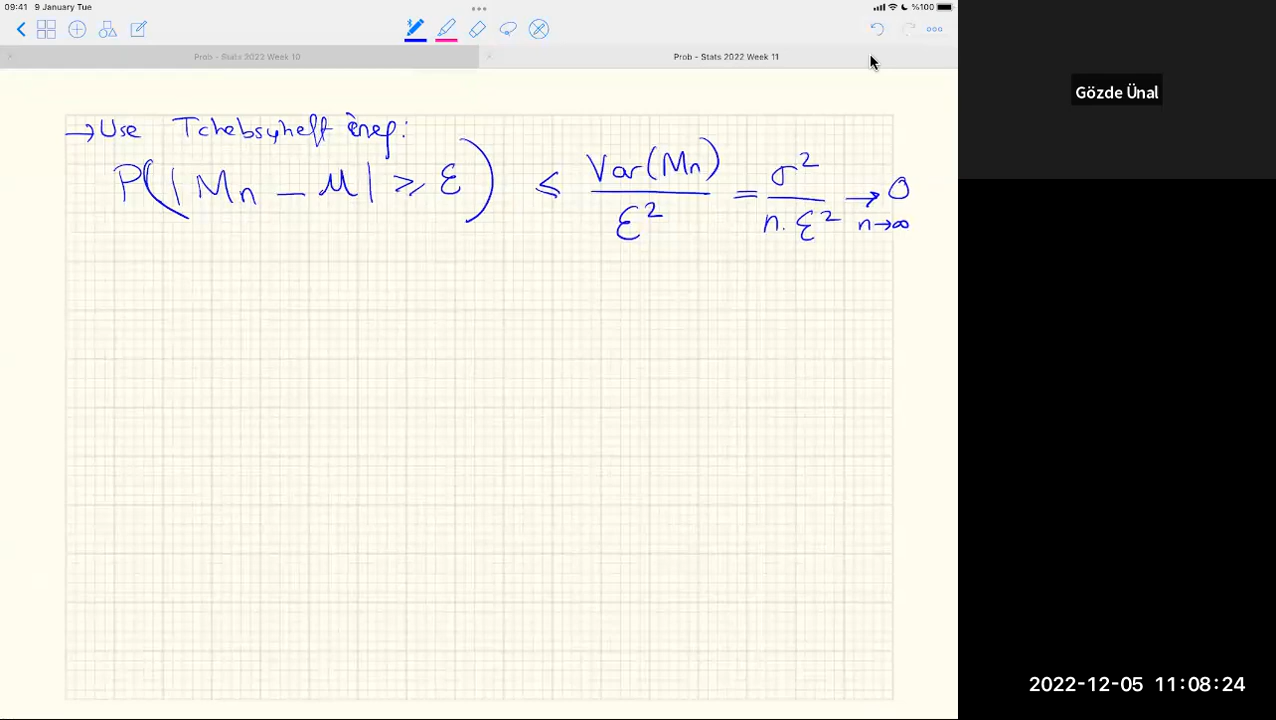 09:41 9 January Tue %100
Prob - Stats 2022 Week 10 Prob - Stats 2022 Week 11
Gözde Ünal
→ Use Tchebsyheff ineq:
P(|Mn − μ| ≥ ε) ≤ Var(Mn) / ε² = σ² / n. ε² → 0 n→∞
2022-12-05 11:08:24